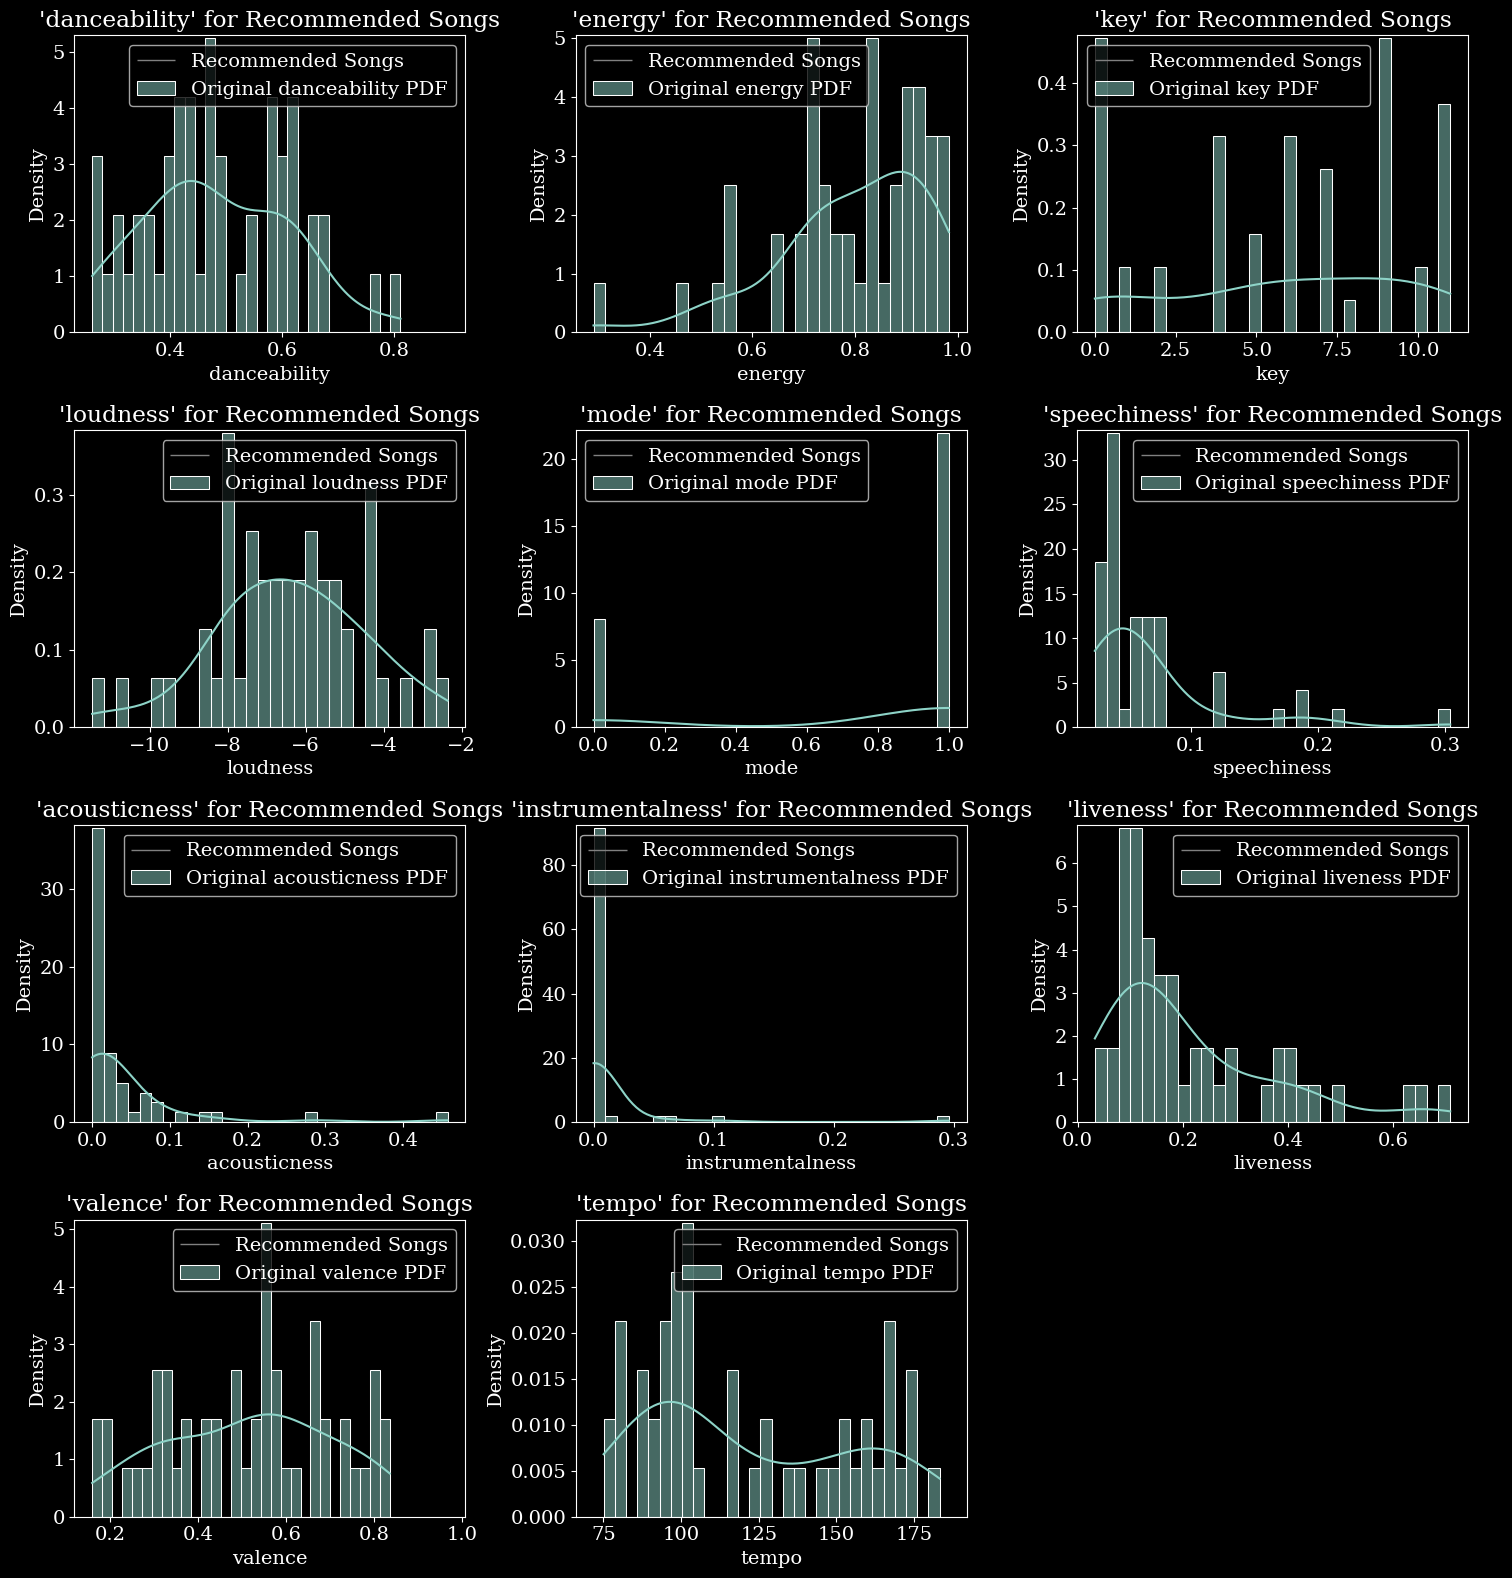 'danceability' for Recommended Songs
5
4
3
2
1
0
Density
Recommended Songs
Original danceability PDF
0.4
0.6
0.8
danceability
'energy' for Recommended Songs
5
4
3
2
1
0
Density
Recommended Songs
Original energy PDF
0.4
0.6
0.8
1.0
energy
'key' for Recommended Songs
0.4
0.3
0.2
0.1
0.0
Density
Recommended Songs
Original key PDF
0.0
2.5
5.0
7.5
10.0
key
'loudness' for Recommended Songs
0.3
0.2
0.1
0.0
Density
Recommended Songs
Original loudness PDF
−10
−8
−6
−4
−2
loudness
'mode' for Recommended Songs
20
15
10
5
0
Density
Recommended Songs
Original mode PDF
0.0
0.2
0.4
0.6
0.8
1.0
mode
'speechiness' for Recommended Songs
30
25
20
15
10
5
0
Density
Recommended Songs
Original speechiness PDF
0.1
0.2
0.3
speechiness
'acousticness' for Recommended Songs
30
20
10
0
Density
Recommended Songs
Original acousticness PDF
0.0
0.1
0.2
0.3
0.4
acousticness
'instrumentalness' for Recommended Songs
80
60
40
20
0
Density
Recommended Songs
Original instrumentalness PDF
0.0
0.1
0.2
0.3
instrumentalness
'liveness' for Recommended Songs
6
5
4
3
2
1
0
Density
Recommended Songs
Original liveness PDF
0.0
0.2
0.4
0.6
liveness
'valence' for Recommended Songs
5
4
3
2
1
0
Density
Recommended Songs
Original valence PDF
0.2
0.4
0.6
0.8
1.0
valence
'tempo' for Recommended Songs
0.030
0.025
0.020
0.015
0.010
0.005
0.000
Density
Recommended Songs
Original tempo PDF
75
100
125
150
175
tempo